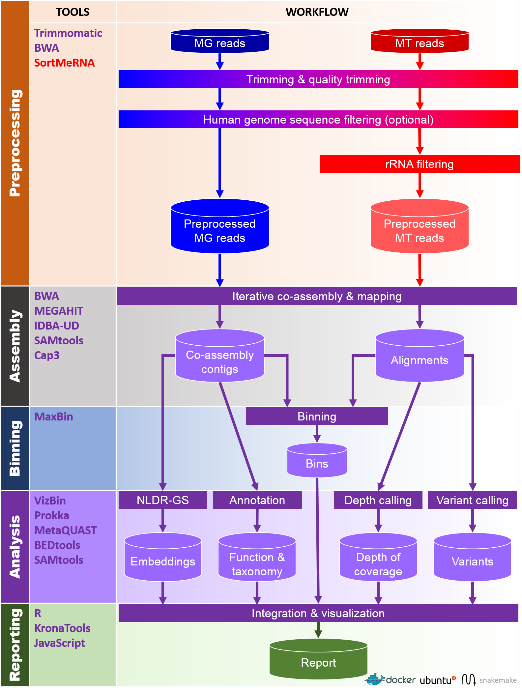 TOOLS
WORKFLOW
Preprocessing
Trimmomatic
BWA
SortMeRNA
MG reads
MT reads
Trimming & quality trimming
Human genome sequence filtering (optional)
rRNA filtering
Preprocessed
MG reads
Preprocessed
MT reads
Assembly
BWA
MEGAHIT
IDBA-UD
SAMtools
Cap3
Iterative co-assembly & mapping
Co-assembly
contigs
Alignments
Binning
MaxBin
Binning
Bins
Analysis
VizBin
Prokka
MetaQUAST
BEDtools
SAMtools
NLDR-GS
Annotation
Depth calling
Variant calling
Embeddings
Function &
taxonomy
Depth of
coverage
Variants
Reporting
R
KronaTools
JavaScript
Integration & visualization
Report
docker
ubuntu
snakemake